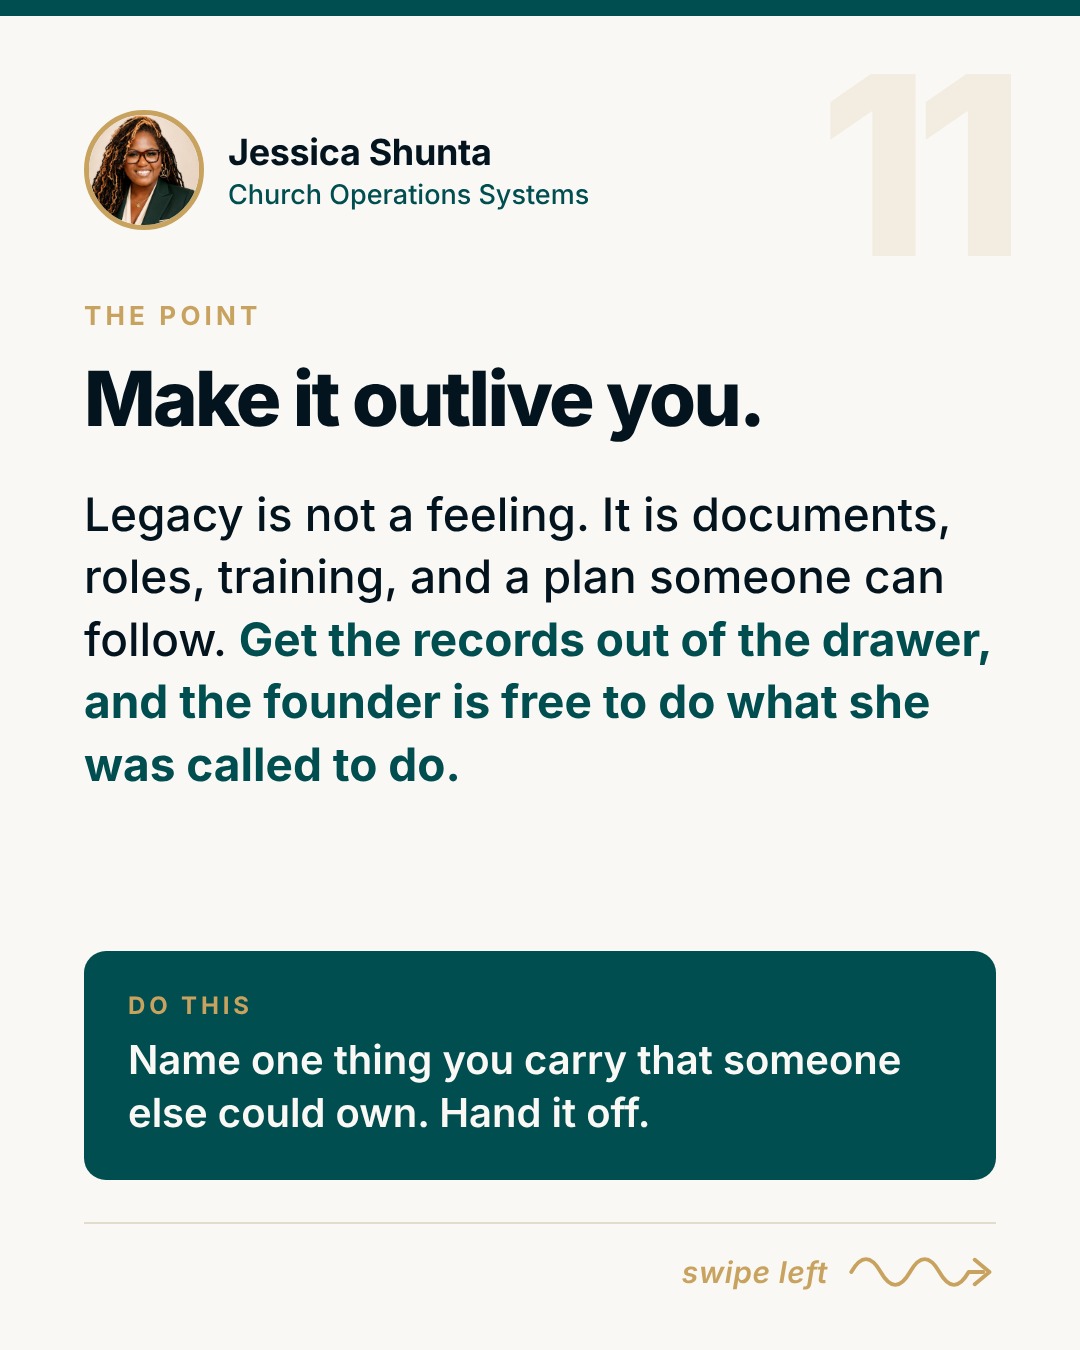 11
Jessica Shunta
Church Operations Systems
THE POINT
Make it outlive you.
Legacy is not a feeling. It is documents,
roles, training, and a plan someone can
follow. Get the records out of the drawer,
and the founder is free to do what she
was called to do.
DO THIS
Name one thing you carry that someone
else could own. Hand it off.
swipe left